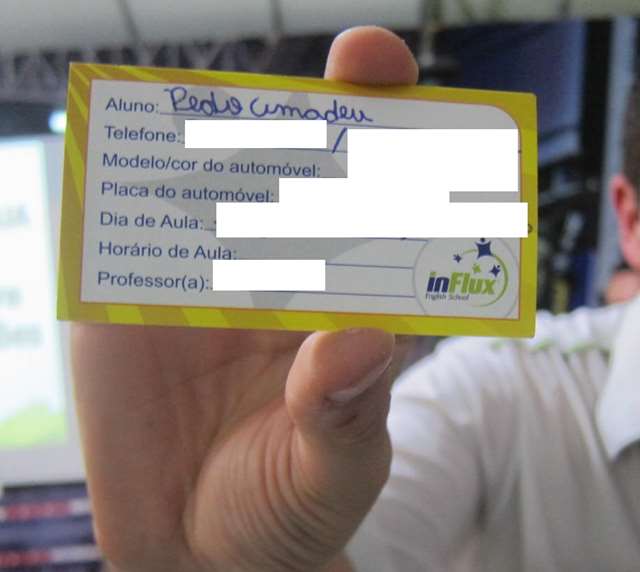 Aluno: Pedro Amadeu
Telefone: /
Modelo/cor do automóvel:
Placa do automóvel:
Dia de Aula:
Horário de Aula:
Professor(a):
inFlux
English School